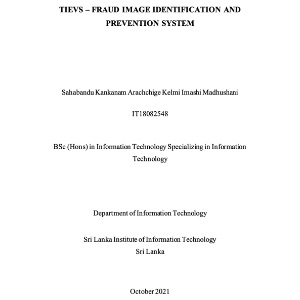 TIEVS – FRAUD IMAGE IDENTIFICATION AND
PREVENTION SYSTEM
Sahabandu Kankanam Arachchige Kelmi Imashi Madhushani
IT18082548
BSc (Hons) in Information Technology Specializing in Information
Technology
Department of Information Technology
Sri Lanka Institute of Information Technology
Sri Lanka
October 2021